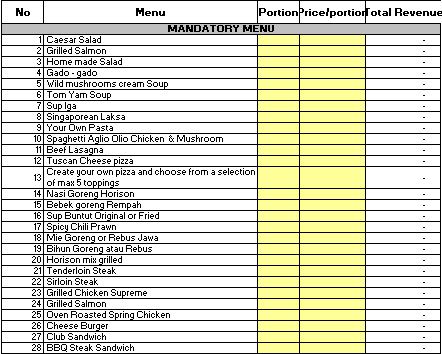 No Menu Portion Price/portion Total Revenue
MANDATORY MENU
1 Caesar Salad -
2 Grilled Salmon -
3 Home made Salad -
4 Gado - gado -
5 Wild mushrooms cream Soup -
6 Tom Yam Soup -
7 Sup Iga -
8 Singaporean Laksa -
9 Your Own Pasta -
10 Spaghetti Aglio Olio Chicken & Mushroom -
11 Beef Lasagna -
12 Tuscan Cheese pizza -
13 Create your own pizza and choose from a selection
of max 5 toppings -
14 Nasi Goreng Horison -
15 Bebek goreng Rempah -
16 Sup Buntut Original or Fried -
17 Spicy Chili Prawn -
18 Mie Goreng or Rebus Jawa -
19 Bihun Goreng atau Rebus -
20 Horison mix grilled -
21 Tenderloin Steak -
22 Sirloin Steak -
23 Grilled Chicken Supreme -
24 Grilled Salmon -
25 Oven Roasted Spring Chicken -
26 Cheese Burger -
27 Club Sandwich -
28 BBQ Steak Sandwich -